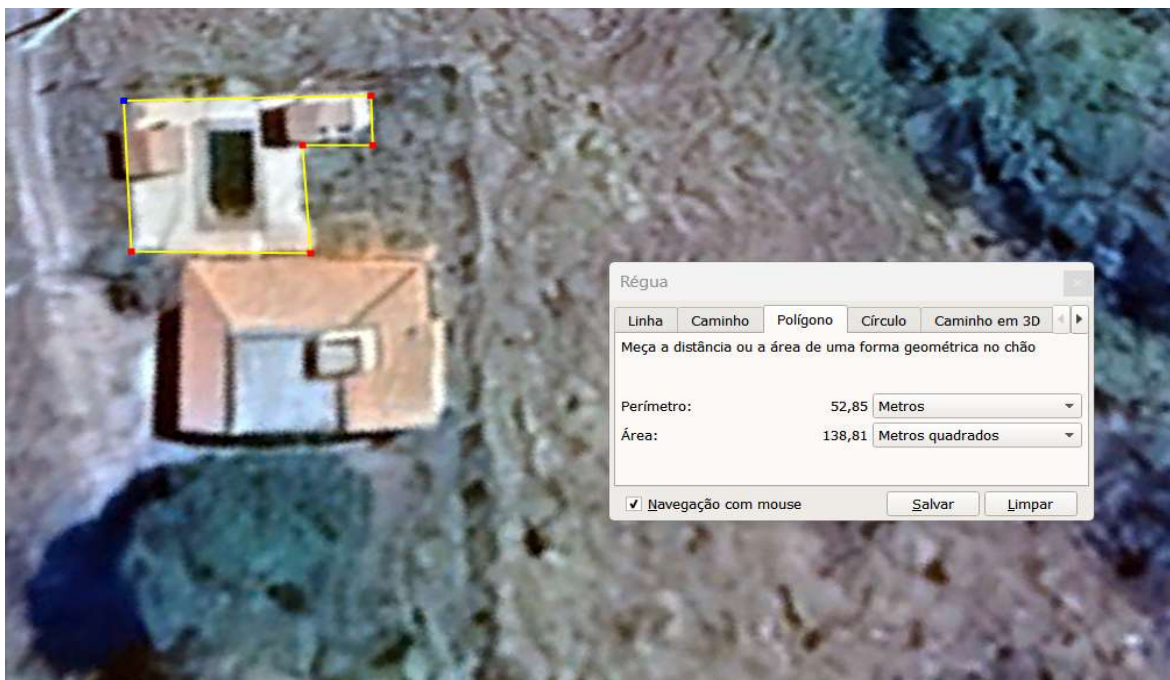 Régua
Linha Caminho Polígono Círculo Caminho em 3D
Meça a distância ou a área de uma forma geométrica no chão
Perímetro: 52,85 Metros
Área: 138,81 Metros quadrados
Navegação com mouse Salvar Limpar